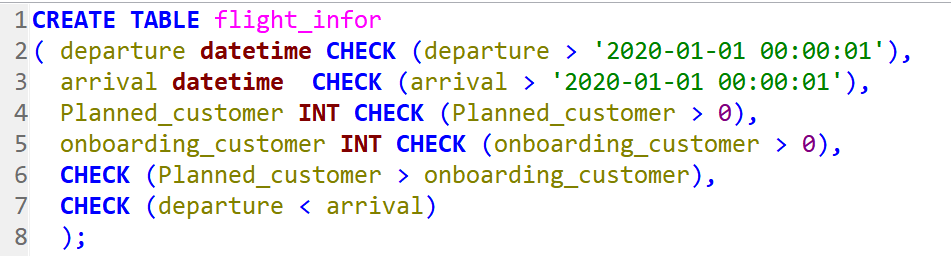 1 CREATE TABLE flight_infor
2 ( departure datetime CHECK (departure > '2020-01-01 00:00:01'),
3 arrival datetime  CHECK (arrival > '2020-01-01 00:00:01'),
4 Planned_customer INT CHECK (Planned_customer > 0),
5 onboarding_customer INT CHECK (onboarding_customer > 0),
6 CHECK (Planned_customer > onboarding_customer),
7 CHECK (departure < arrival)
8 );